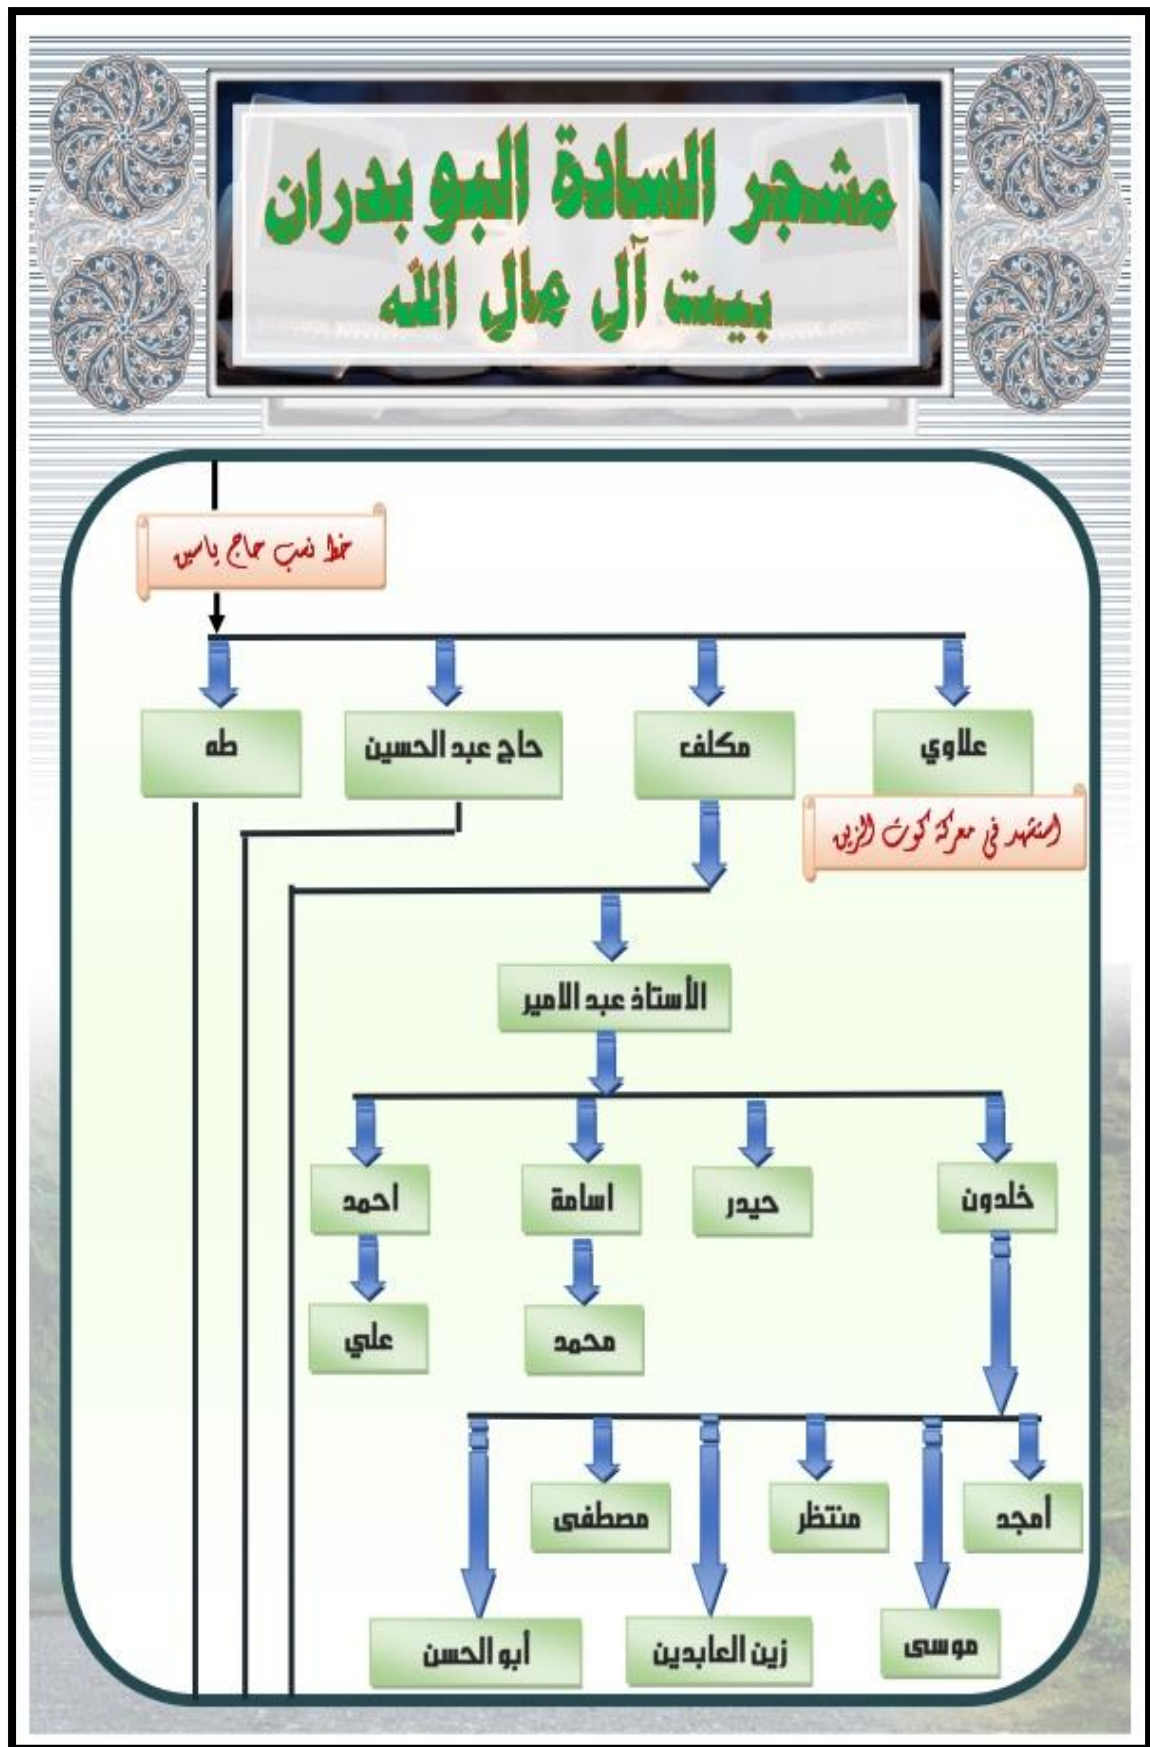 مشجر السادة البو بدران
بيت آل مال الله
خط نسب حاج ياسين
علاوي
مكلف
حاج عبد الحسين
طه
استشهد في معركة كوت الزين
الأستاذ عبد الامير
خلدون
حيدر
اسامة
احمد
محمد
علي
أمجد
منتظر
مصطفى
موسى
زين العابدين
أبو الحسن